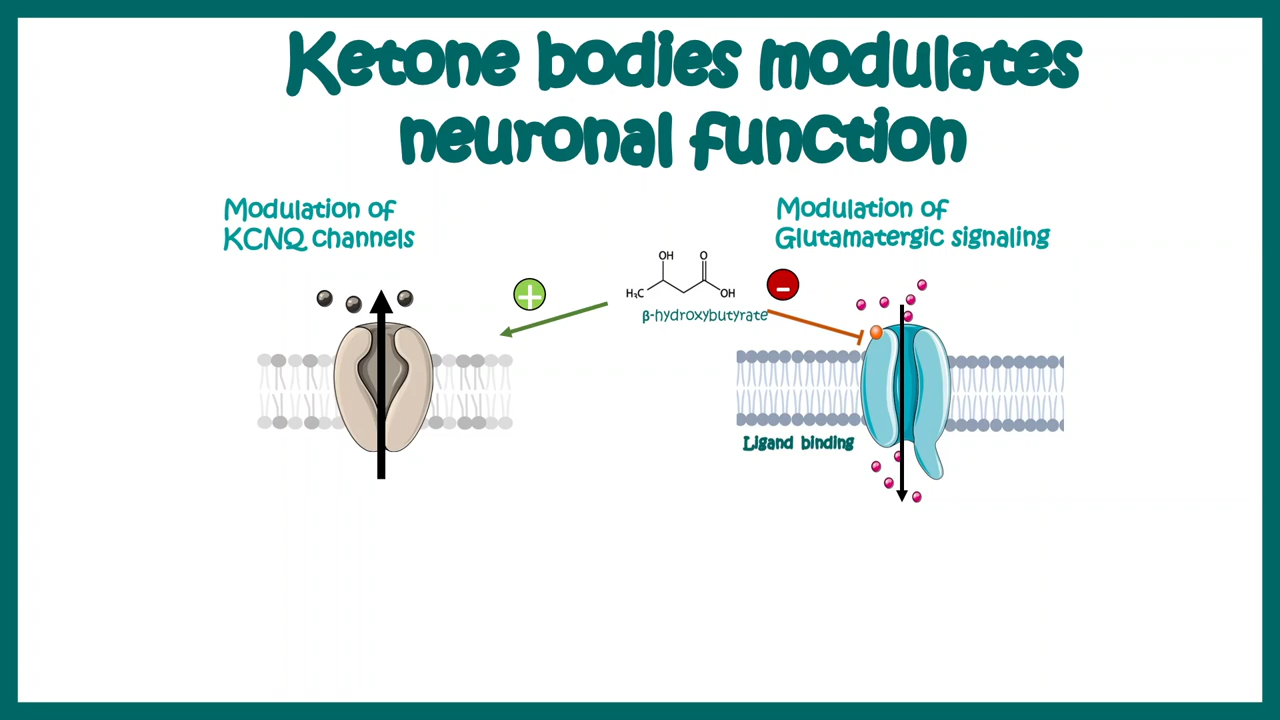 Ketone bodies modulates
neuronal function
Modulation of
KCNQ channels
Modulation of
Glutamatergic signaling
OH
O
H₃C
OH
+
-
β-hydroxybutyrate
Ligand binding